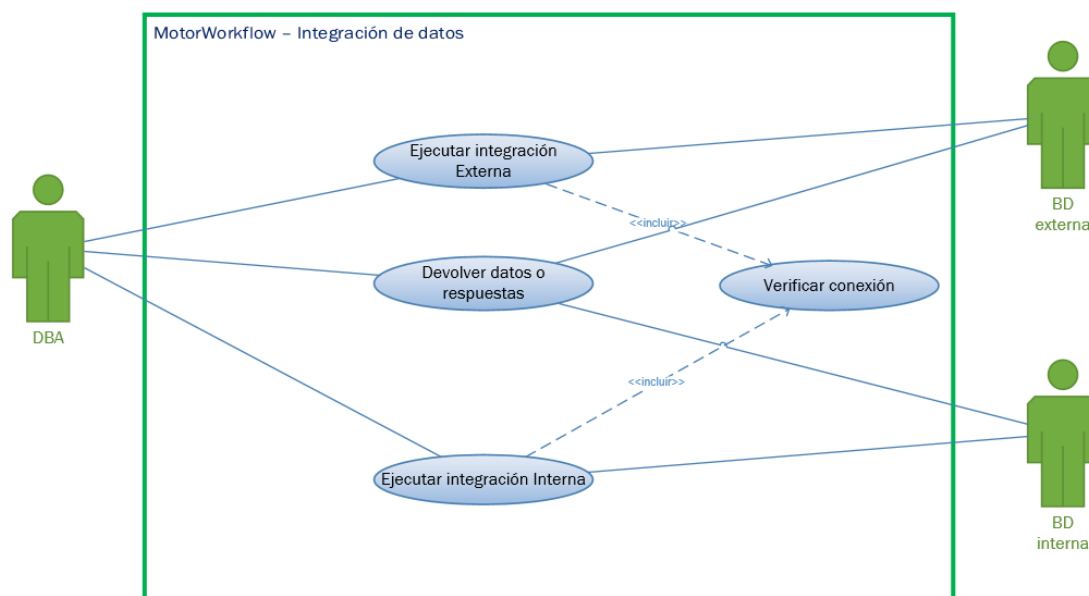 MotorWorkflow – Integración de datos
Ejecutar integración
Externa
BD
externa
<<incluir>>
Devolver datos o
respuestas
Verificar conexión
DBA
<<incluir>>
Ejecutar integración Interna
BD
interna